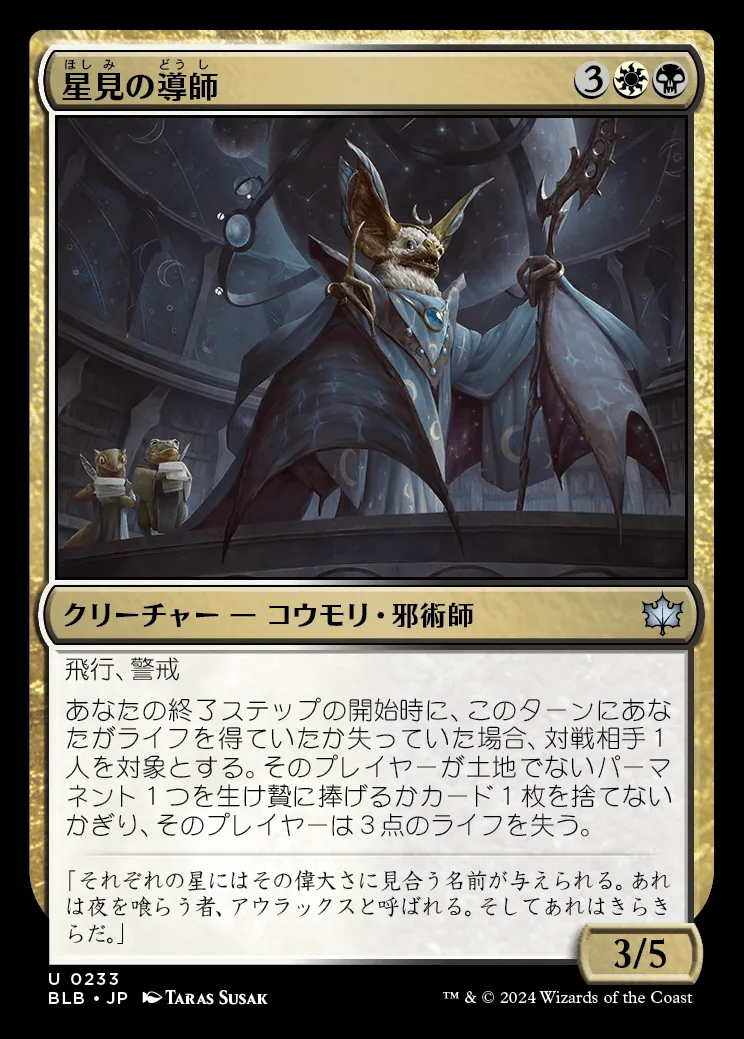 ほしみ どうし
星見の導師 3
クリーチャー — コウモリ・邪術師
飛行、警戒
あなたの終了ステップの開始時に、このターンにあな
たがライフを得ていたか失っていた場合、対戦相手１
人を対象とする。そのプレイヤーが土地でないパーマ
ネント１つを生け贄に捧げるかカード１枚を捨てない
かぎり、そのプレイヤーは３点のライフを失う。
「それぞれの星にはその偉大さに見合う名前が与えられる。あれ
は夜を喰らう者、アウラックスと呼ばれる。そしてあれはきらき
らだ。」
3/5
U 0233
BLB • JP Taras Susak
™ & © 2024 Wizards of the Coast